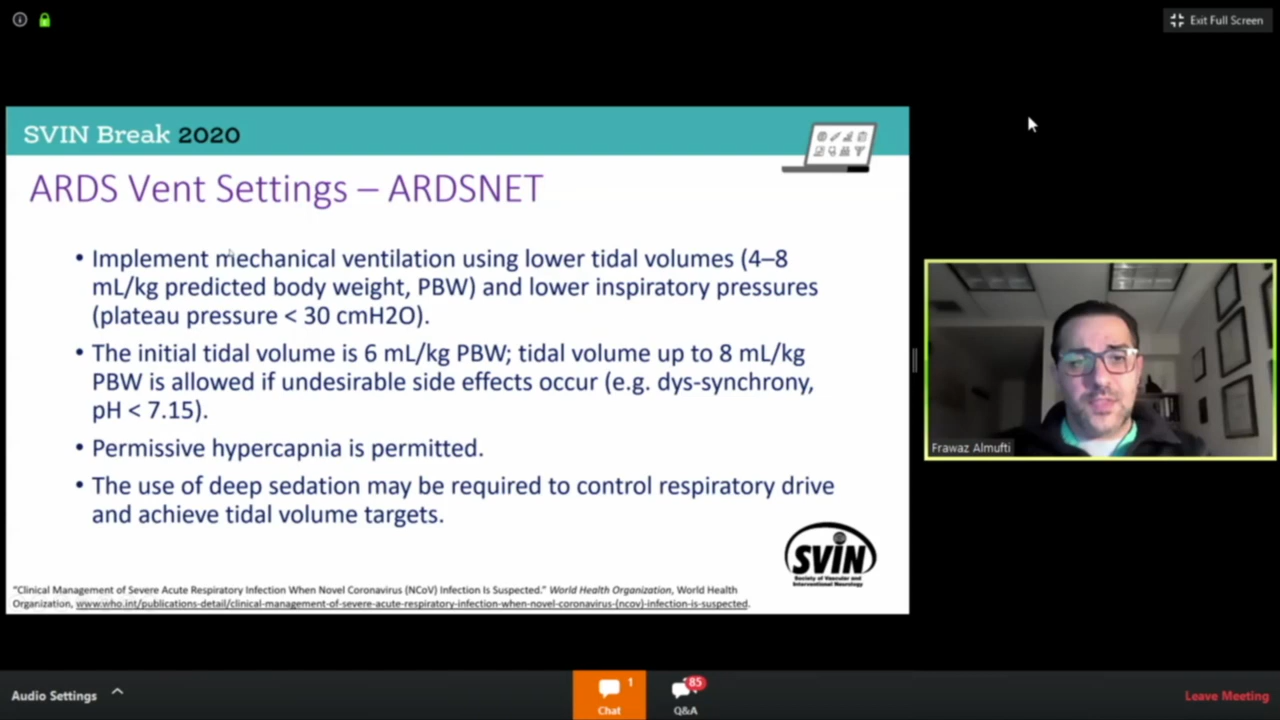 Exit Full Screen
SVIN Break 2020
ARDS Vent Settings – ARDSNET
• Implement mechanical ventilation using lower tidal volumes (4–8
mL/kg predicted body weight, PBW) and lower inspiratory pressures
(plateau pressure < 30 cmH2O).
• The initial tidal volume is 6 mL/kg PBW; tidal volume up to 8 mL/kg
PBW is allowed if undesirable side effects occur (e.g. dys-synchrony,
pH < 7.15).
• Permissive hypercapnia is permitted.
• The use of deep sedation may be required to control respiratory drive
and achieve tidal volume targets.
SVIN
Society of Vascular and
Interventional Neurology
"Clinical Management of Severe Acute Respiratory Infection When Novel Coronavirus (NCoV) Infection Is Suspected." World Health Organization, World Health
Organization, www.who.int/publications-detail/clinical-management-of-severe-acute-respiratory-infection-when-novel-coronavirus-(ncov)-infection-is-suspected.
Frawaz Almufti
Audio Settings
1
Chat
85
Q&A
Leave Meeting